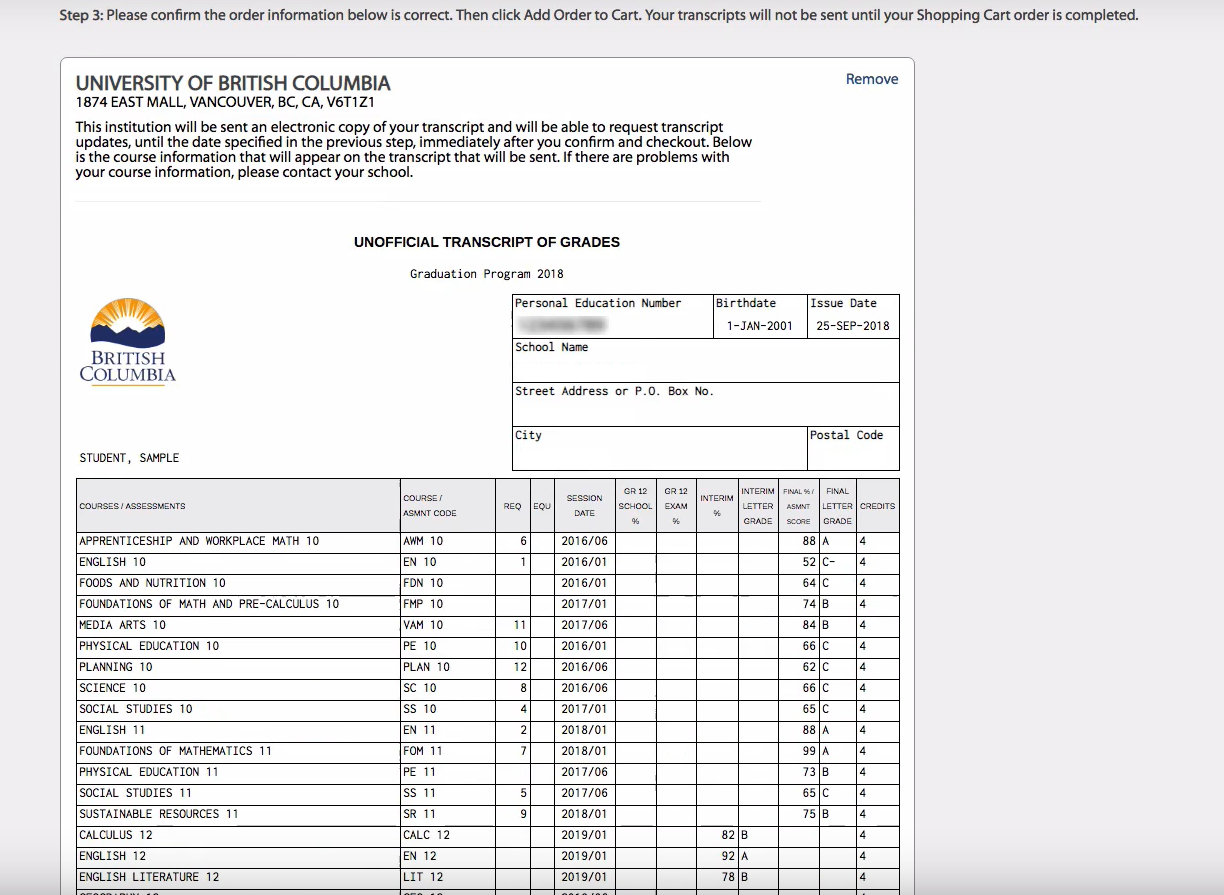 Step 3: Please confirm the order information below is correct. Then click Add Order to Cart. Your transcripts will not be sent until your Shopping Cart order is completed.
UNIVERSITY OF BRITISH COLUMBIA
Remove
1874 EAST MALL, VANCOUVER, BC, CA, V6T1Z1
This institution will be sent an electronic copy of your transcript and will be able to request transcript
updates, until the date specified in the previous step, immediately after you confirm and checkout. Below
is the course information that will appear on the transcript that will be sent. If there are problems with
your course information, please contact your school.
UNOFFICIAL TRANSCRIPT OF GRADES
Graduation Program 2018
Personal Education Number Birthdate Issue Date
1-JAN-2001 25-SEP-2018
School Name
Street Address or P.O. Box No.
City Postal Code
BRITISH
COLUMBIA
STUDENT, SAMPLE
COURSES / ASSESSMENTS COURSE / ASMNT CODE REQ EQU SESSION DATE GR 12 SCHOOL % GR 12 EXAM % INTERIM % INTERIM LETTER GRADE FINAL % / ASMNT SCORE FINAL LETTER GRADE CREDITS
APPRENTICESHIP AND WORKPLACE MATH 10 AWM 10 6 2016/06 88 A 4
ENGLISH 10 EN 10 1 2016/01 52 C- 4
FOODS AND NUTRITION 10 FDN 10 2016/01 64 C 4
FOUNDATIONS OF MATH AND PRE-CALCULUS 10 FMP 10 2017/01 74 B 4
MEDIA ARTS 10 VAM 10 11 2017/06 84 B 4
PHYSICAL EDUCATION 10 PE 10 10 2016/01 66 C 4
PLANNING 10 PLAN 10 12 2016/06 62 C 4
SCIENCE 10 SC 10 8 2016/06 66 C 4
SOCIAL STUDIES 10 SS 10 4 2017/01 65 C 4
ENGLISH 11 EN 11 2 2018/01 88 A 4
FOUNDATIONS OF MATHEMATICS 11 FOM 11 7 2018/01 99 A 4
PHYSICAL EDUCATION 11 PE 11 2017/06 73 B 4
SOCIAL STUDIES 11 SS 11 5 2017/06 65 C 4
SUSTAINABLE RESOURCES 11 SR 11 9 2018/01 75 B 4
CALCULUS 12 CALC 12 2019/01 82 B 4
ENGLISH 12 EN 12 2019/01 92 A 4
ENGLISH LITERATURE 12 LIT 12 2019/01 78 B 4